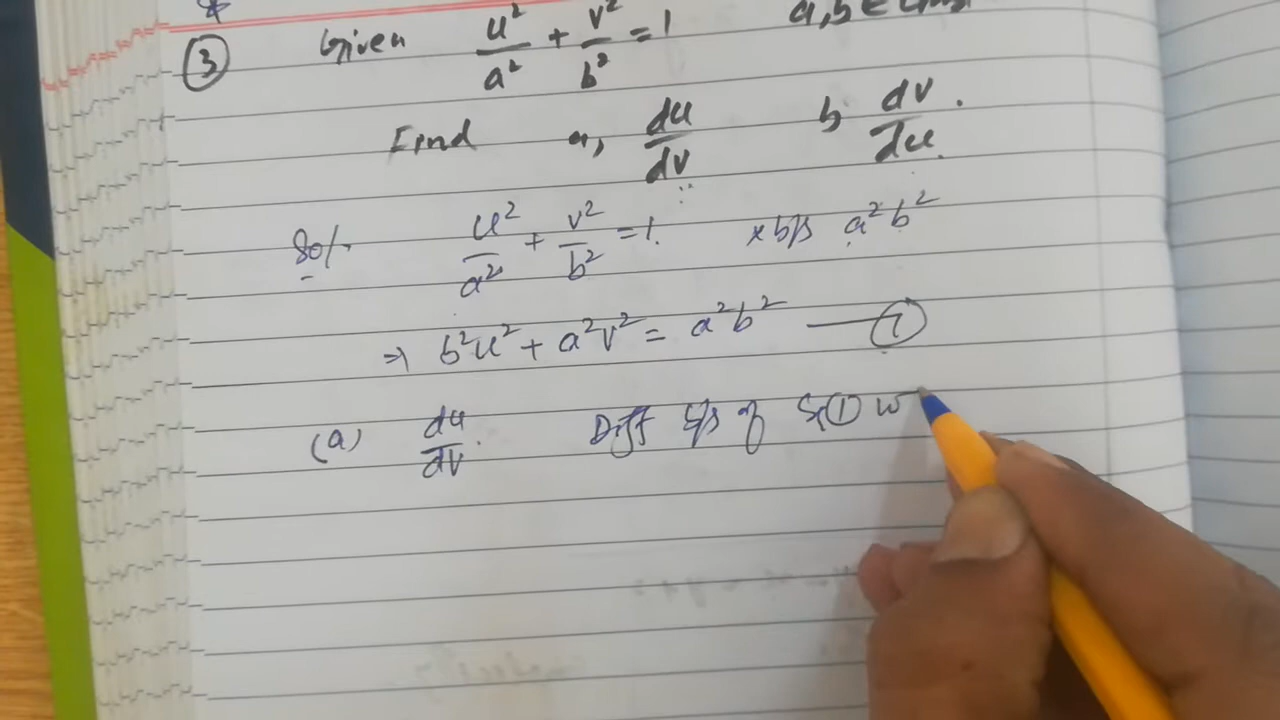 ③ Given u²/a² + v²/b² = 1 a, b ∈
Find a, du/dv b dv/du.
Sol. u²/a² + v²/b² = 1. × b/s a²b²
⇒ b²u² + a²v² = a²b² — ①
(a) du/dv. Diff b/s of ① w